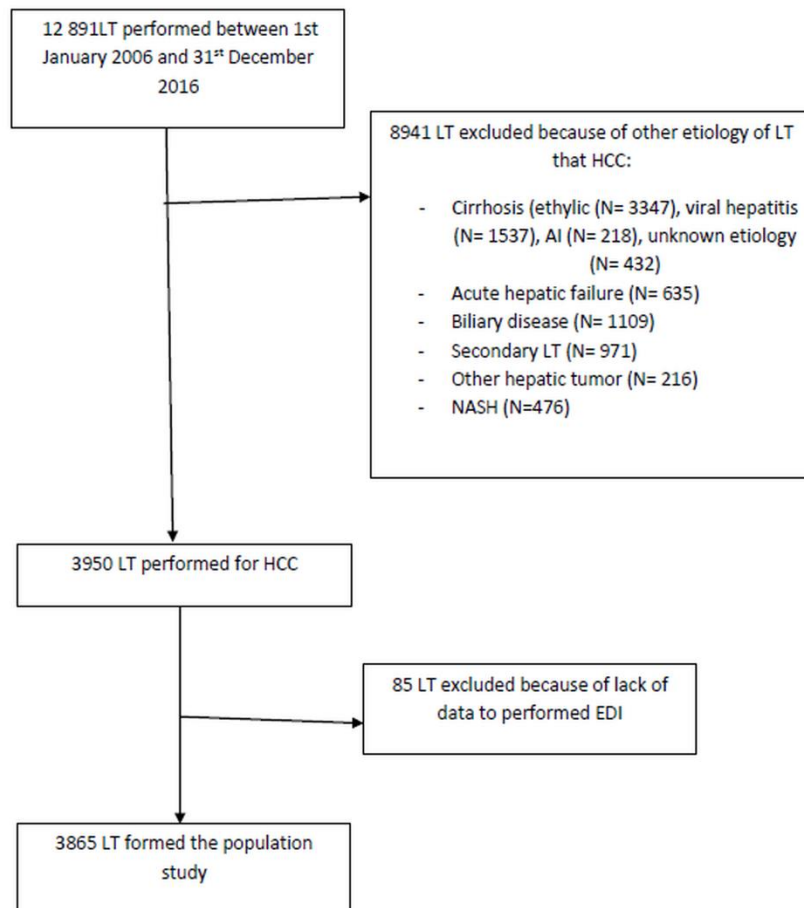 12 891LT performed between 1st
January 2006 and 31st December
2016
8941 LT excluded because of other etiology of LT
that HCC:
- Cirrhosis (ethylic (N= 3347), viral hepatitis
(N= 1537), AI (N= 218), unknown etiology
(N= 432)
- Acute hepatic failure (N= 635)
- Biliary disease (N= 1109)
- Secondary LT (N= 971)
- Other hepatic tumor (N= 216)
- NASH (N=476)
3950 LT performed for HCC
85 LT excluded because of lack of
data to performed EDI
3865 LT formed the population
study